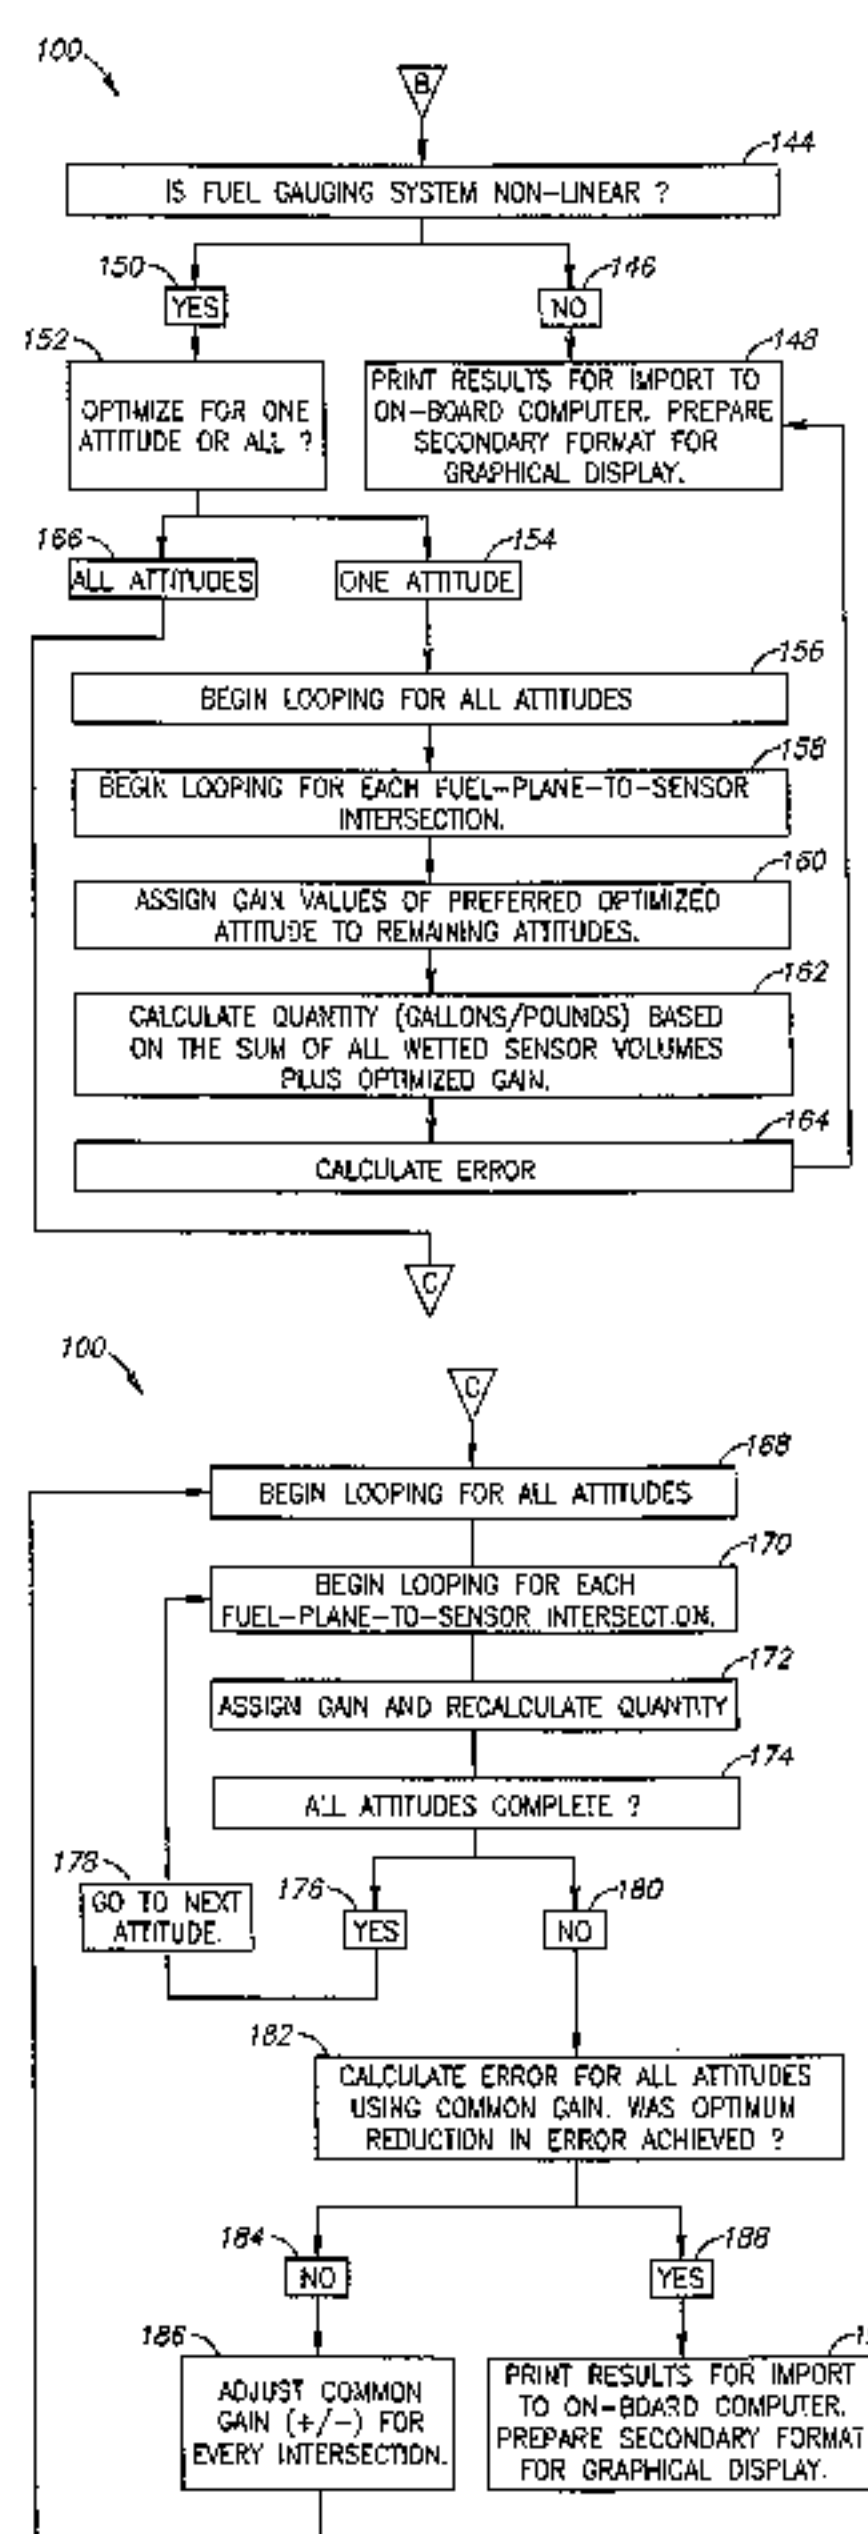 100
B
144
IS FUEL GAUGING SYSTEM NON-LINEAR ?
150
146
YES
NO
152
148
OPTIMIZE FOR ONE
ATTITUDE OR ALL ?
PRINT RESULTS FOR IMPORT TO
ON-BOARD COMPUTER. PREPARE
SECONDARY FORMAT FOR
GRAPHICAL DISPLAY.
166
154
ALL ATTITUDES
ONE ATTITUDE
156
BEGIN LOOPING FOR ALL ATTITUDES
158
BEGIN LOOPING FOR EACH FUEL-PLANE-TO-SENSOR
INTERSECTION.
160
ASSIGN GAIN VALUES OF PREFERRED OPTIMIZED
ATTITUDE TO REMAINING ATTITUDES.
162
CALCULATE QUANTITY (GALLONS/POUNDS) BASED
ON THE SUM OF ALL WETTED SENSOR VOLUMES
PLUS OPTIMIZED GAIN.
164
CALCULATE ERROR
C
100
C
168
BEGIN LOOPING FOR ALL ATTITUDES
170
BEGIN LOOPING FOR EACH
FUEL-PLANE-TO-SENSOR INTERSECTION.
172
ASSIGN GAIN AND RECALCULATE QUANTITY
174
ALL ATTITUDES COMPLETE ?
178
176
180
GO TO NEXT
ATTITUDE.
YES
NO
182
CALCULATE ERROR FOR ALL ATTITUDES
USING COMMON GAIN. WAS OPTIMUM
REDUCTION IN ERROR ACHIEVED ?
184
188
NO
YES
186
ADJUST COMMON
GAIN (+/-) FOR
EVERY INTERSECTION.
PRINT RESULTS FOR IMPORT
TO ON-BOARD COMPUTER.
PREPARE SECONDARY FORMAT
FOR GRAPHICAL DISPLAY.